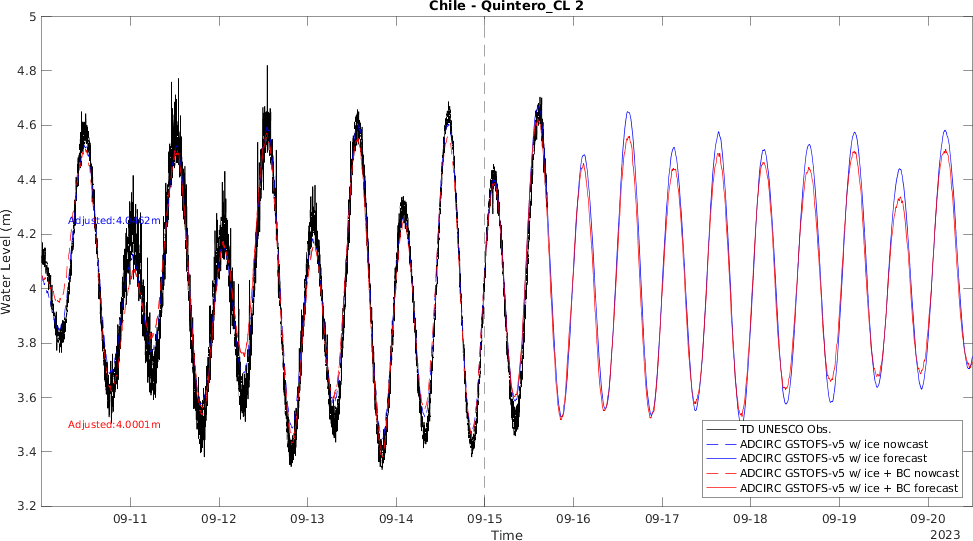 Chile - Quintero_CL 2
5
4.8
4.6
4.4
4.2
4
3.8
3.6
3.4
3.2
Water Level (m)
Adjusted:4.0001m
09-11
09-12
09-13
09-14
09-15
09-16
09-17
09-18
09-19
09-20
2023
Time
TD UNESCO Obs.
ADCIRC GSTOFS-v5 w/ ice nowcast
ADCIRC GSTOFS-v5 w/ ice forecast
ADCIRC GSTOFS-v5 w/ ice + BC nowcast
ADCIRC GSTOFS-v5 w/ ice + BC forecast